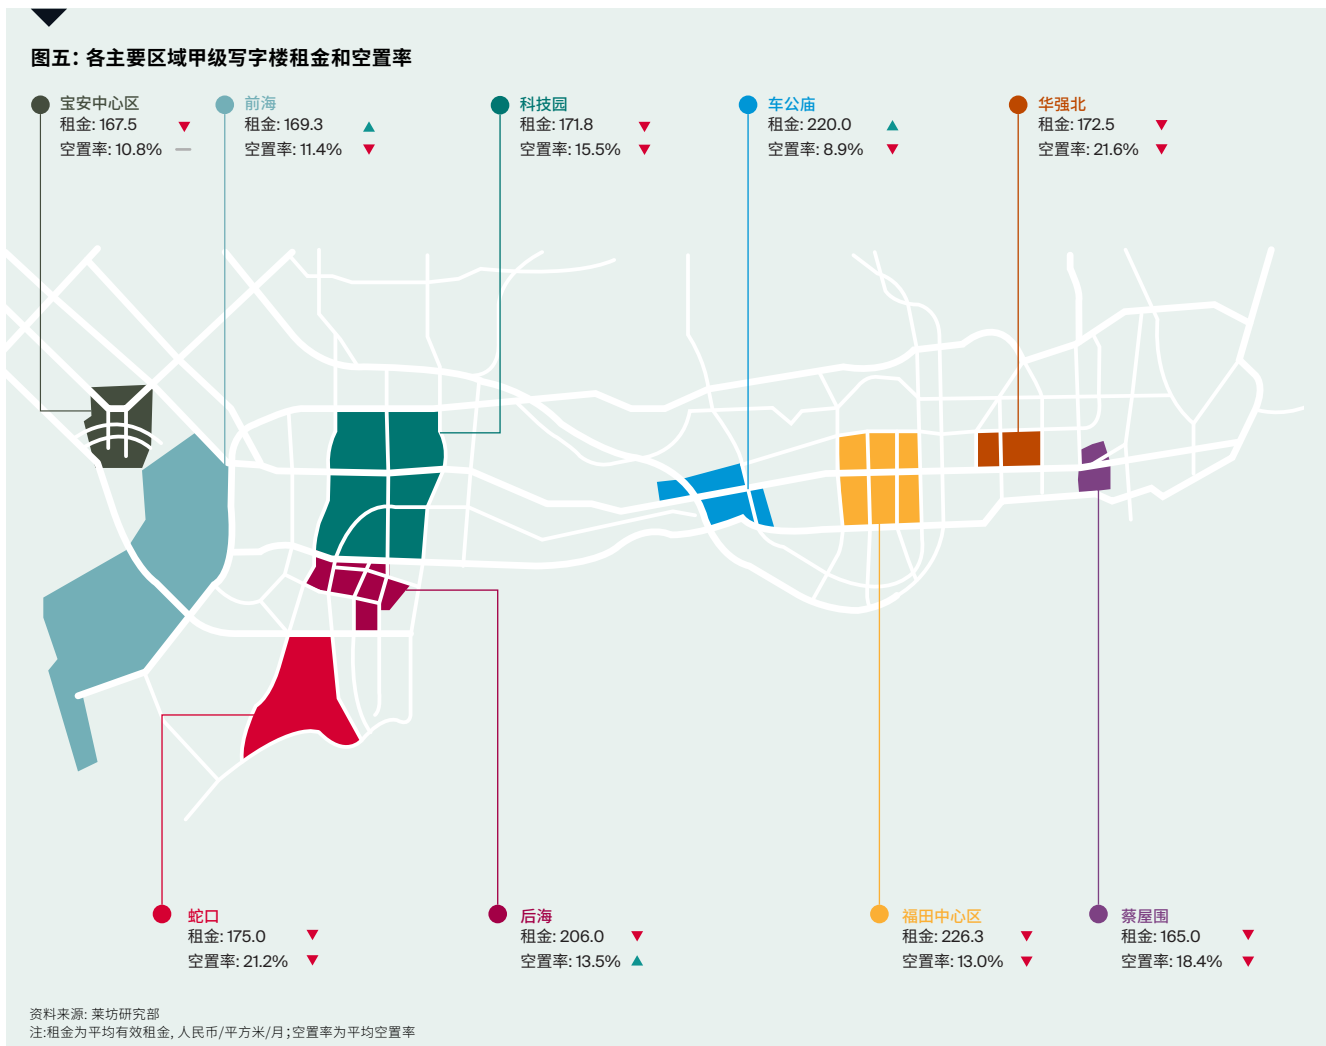 图五：各主要区域甲级写字楼租金和空置率
宝安中心区
租金: 167.5
空置率: 10.8%
前海
租金: 169.3
空置率: 11.4%
科技园
租金: 171.8
空置率: 15.5%
车公庙
租金: 220.0
空置率: 8.9%
华强北
租金: 172.5
空置率: 21.6%
蛇口
租金: 175.0
空置率: 21.2%
后海
租金: 206.0
空置率: 13.5%
福田中心区
租金: 226.3
空置率: 13.0%
蔡屋围
租金: 165.0
空置率: 18.4%
资料来源: 莱坊研究部
注:租金为平均有效租金, 人民币/平方米/月;空置率为平均空置率